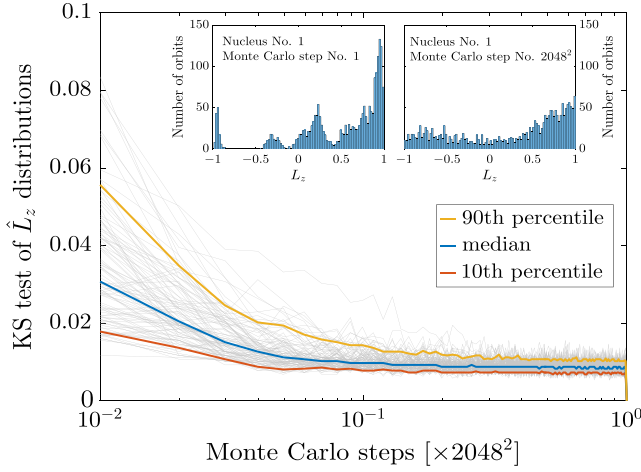 0.1
0.08
0.06
0.04
0.02
0
KS test of L̂z distributions
150
100
50
0
Number of orbits
Nucleus No. 1
Monte Carlo step No. 1
−1
−0.5
0
0.5
1
Lz
Nucleus No. 1
Monte Carlo step No. 2048²
150
100
50
0
Number of orbits
−1
−0.5
0
0.5
1
Lz
90th percentile
median
10th percentile
10⁻²
10⁻¹
10⁰
Monte Carlo steps [×2048²]